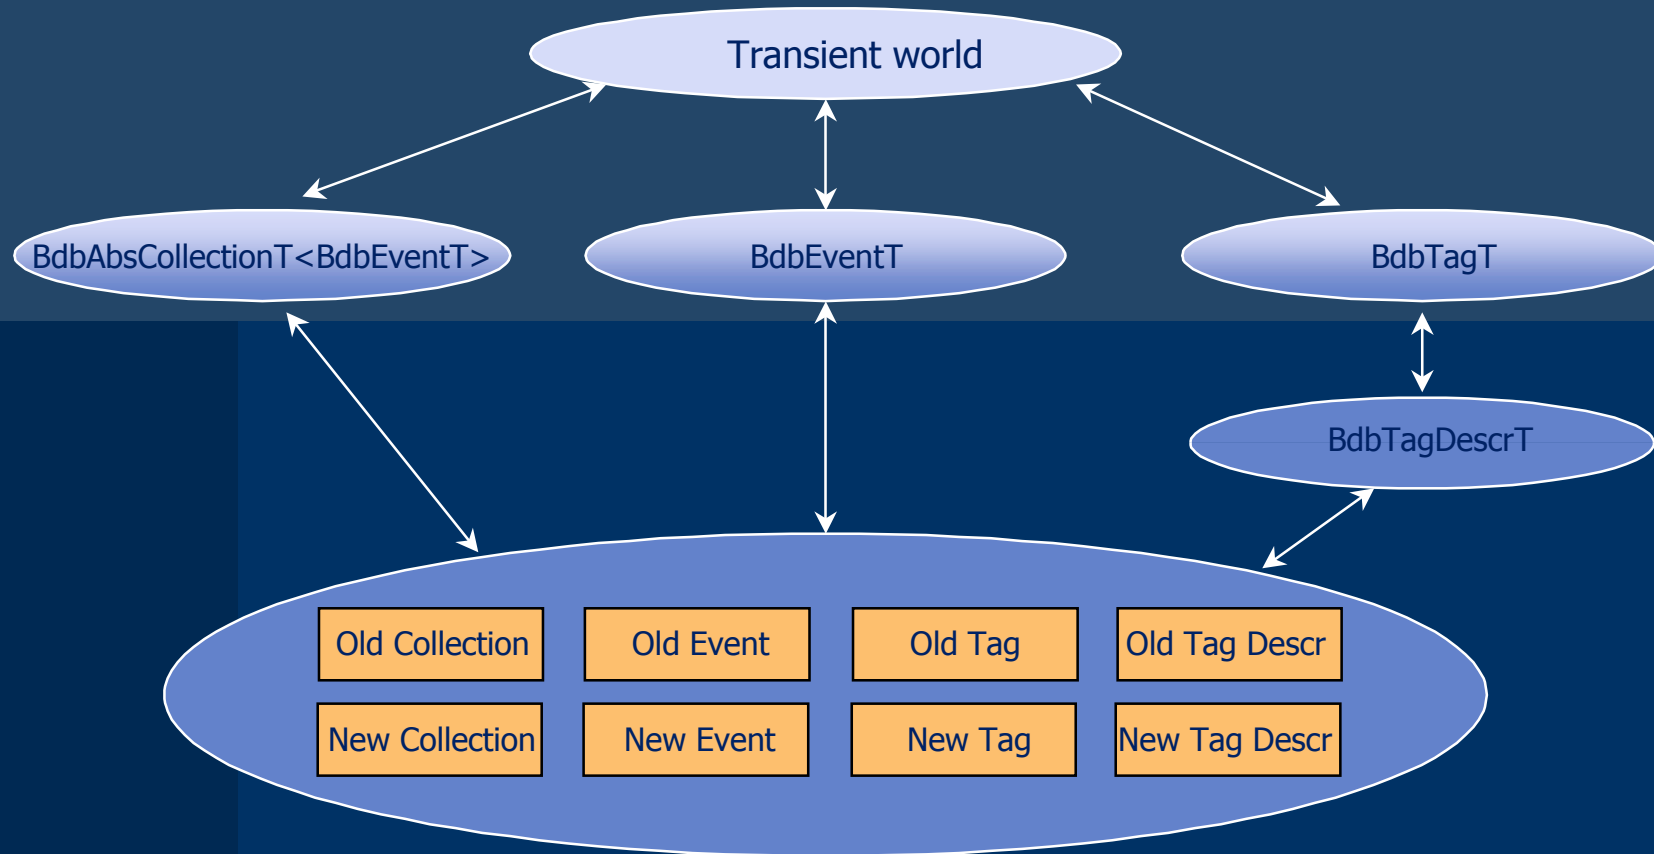 Transient world
BdbAbsCollectionT<BdbEventT>
BdbEventT
BdbTagT
BdbTagDescrT
Old Collection
Old Event
Old Tag
Old Tag Descr
New Collection
New Event
New Tag
New Tag Descr